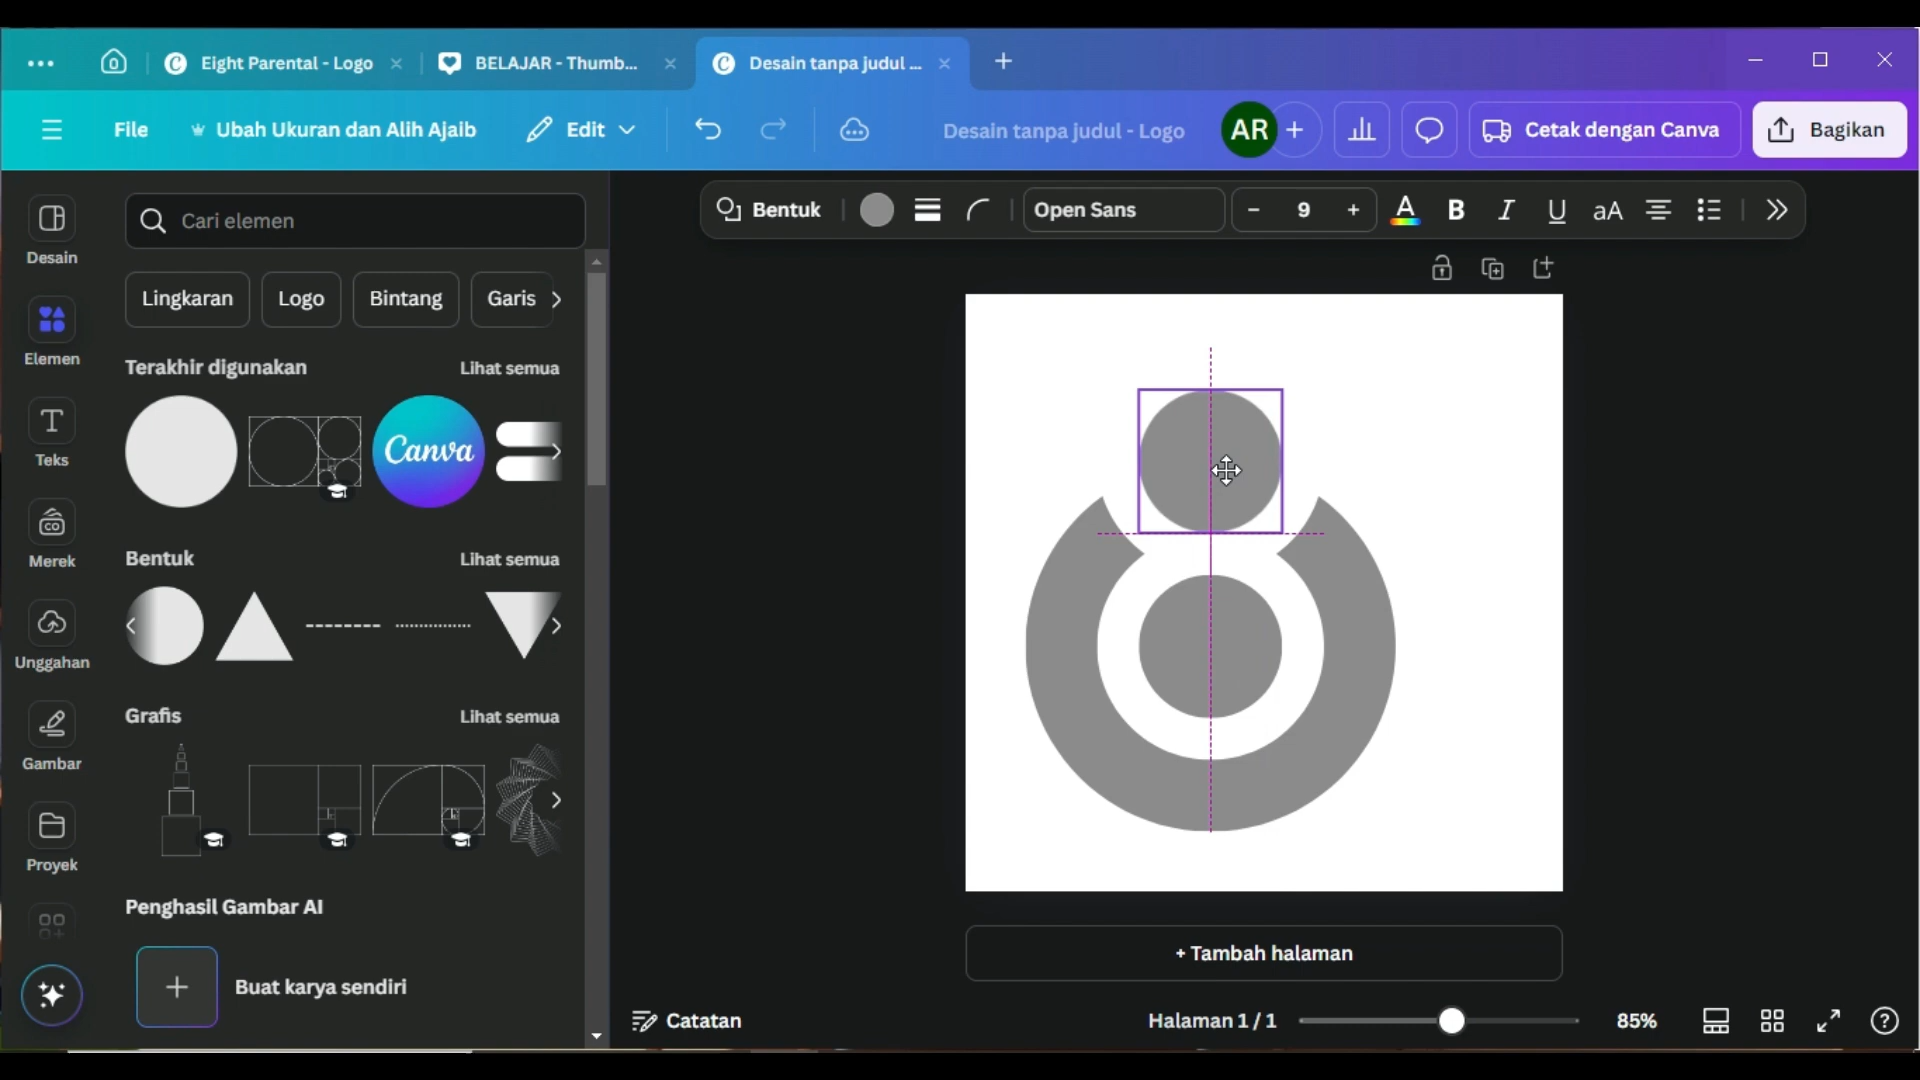 Eight Parental - Logo
BELAJAR - Thumb...
Desain tanpa judul ...
File
Ubah Ukuran dan Alih Ajaib
Edit
Desain tanpa judul - Logo
AR
Cetak dengan Canva
Bagikan
Desain
Elemen
Teks
Merek
Unggahan
Gambar
Proyek
Cari elemen
Lingkaran
Logo
Bintang
Garis
Terakhir digunakan
Lihat semua
Canva
Bentuk
Lihat semua
Grafis
Lihat semua
Penghasil Gambar AI
Buat karya sendiri
Bentuk
Open Sans
- 9 +
A
B
I
U
aA
+ Tambah halaman
Catatan
Halaman 1 / 1
85%